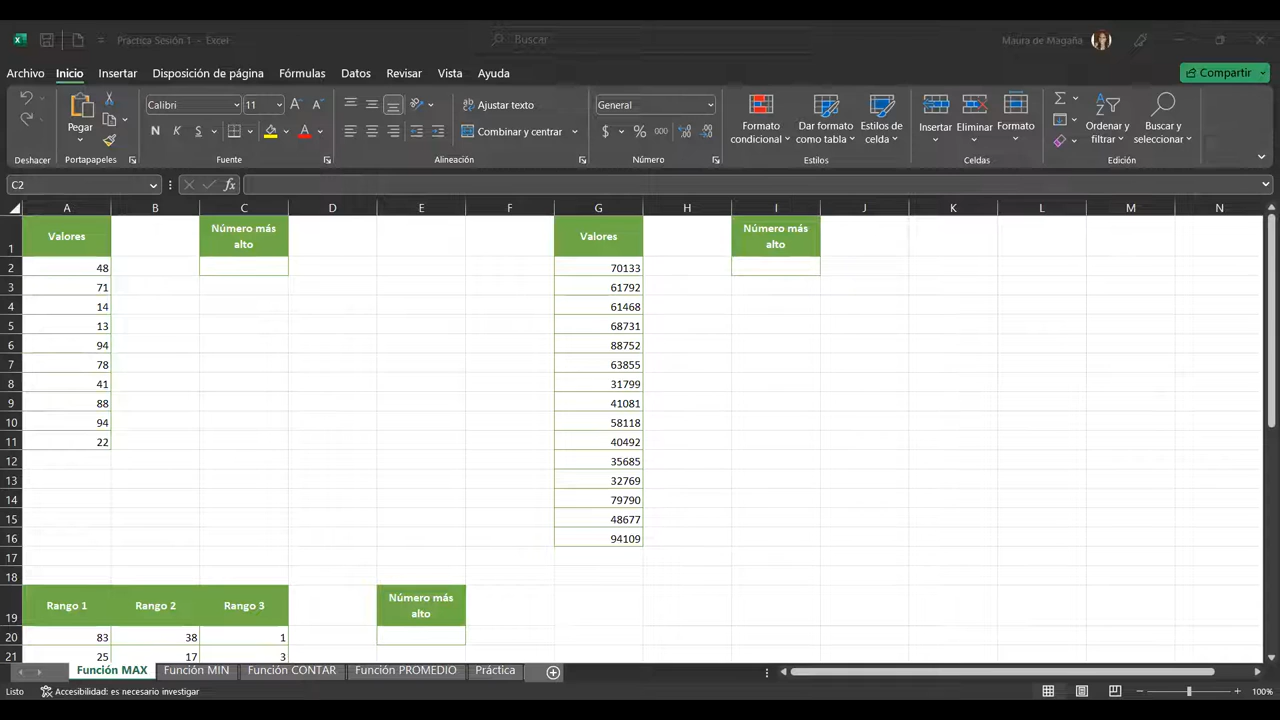 Práctica Sesión 1 - Excel
Buscar
Maura de Magaña
Archivo Inicio Insertar Disposición de página Fórmulas Datos Revisar Vista Ayuda
Compartir
Calibri 11
Ajustar texto
General
Pegar
N K S
Combinar y centrar
$ % 000
Formato condicional
Dar formato como tabla
Estilos de celda
Insertar Eliminar Formato
Ordenar y filtrar
Buscar y seleccionar
Deshacer Portapapeles Fuente Alineación Número Estilos Celdas Edición
C2 fx
A B C D E F G H I J K L M N
1 Valores Número más alto Valores Número más alto
2 48 70133
3 71 61792
4 14 61468
5 13 68731
6 94 88752
7 78 63855
8 41 31799
9 88 41081
10 94 58118
11 22 40492
12 35685
13 32769
14 79790
15 48677
16 94109
17
18
19 Rango 1 Rango 2 Rango 3 Número más alto
20 83 38 1
21 25 17 3
Función MAX Función MIN Función CONTAR Función PROMEDIO Práctica
Listo Accesibilidad: es necesario investigar 100%